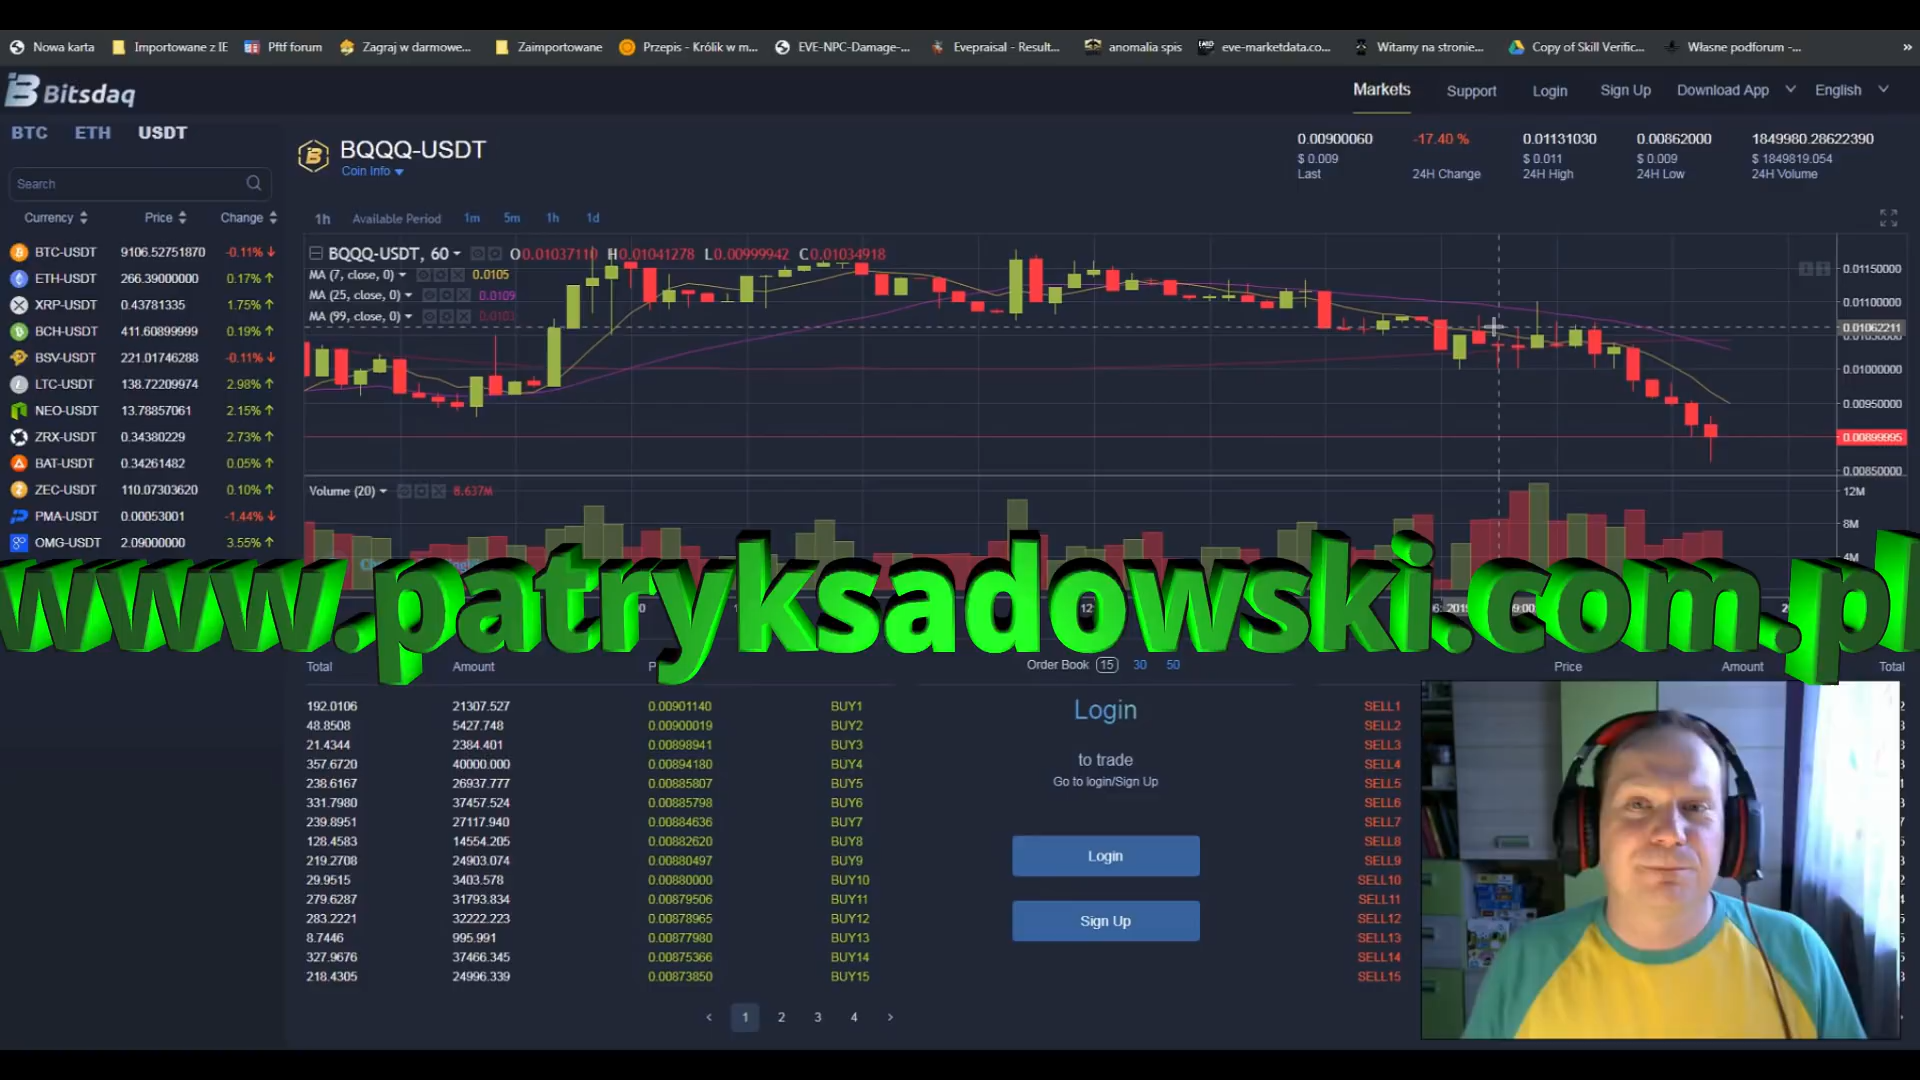 Nowa karta Importowane z IE Pftf forum Zagraj w darmowe... Zaimportowane Przepis - Królik w m... EVE-NPC-Damage-... Evepraisal - Result... anomalia spis eve-marketdata.co... Witamy na stronie... Copy of Skill Verific... Własne podforum -... »
Bitsdaq Markets Support Login Sign Up Download App English
BTC ETH USDT
BQQQ-USDT
Coin Info
0.00900060 -17.40 % 0.01131030 0.00862000 1849980.28622390
$ 0.009 $ 0.011 $ 0.009 $ 1849819.054
Last 24H Change 24H High 24H Low 24H Volume
Search
Currency Price Change
BTC-USDT 9106.52751870 -0.11% ↓
ETH-USDT 266.39000000 0.17% ↑
XRP-USDT 0.43781335 1.75% ↑
BCH-USDT 411.60899999 0.19% ↑
BSV-USDT 221.01746288 -0.11% ↓
LTC-USDT 138.72209974 2.98% ↑
NEO-USDT 13.78857061 2.15% ↑
ZRX-USDT 0.34380229 2.73% ↑
BAT-USDT 0.34261482 0.05% ↑
ZEC-USDT 110.07303620 0.10% ↑
PMA-USDT 0.00053001 -1.44% ↓
OMG-USDT 2.09000000 3.55% ↑
1h Available Period 1m 5m 1h 1d
BQQQ-USDT, 60 O 0.01037110 H 0.01041278 L 0.00999942 C 0.01034918
MA (7, close, 0) 0.0105
MA (25, close, 0) 0.0109
MA (99, close, 0) 0.0103
0.01150000
0.01100000
0.01062211
0.01050000
0.01000000
0.00950000
0.00899995
0.00850000
Volume (20) 8.637M
12M
8M
4M
www.patryksadowski.com.pl
Total Amount
Order Book 15 30 50
Price Amount Total
192.0106 21307.527 0.00901140 BUY1
48.8508 5427.748 0.00900019 BUY2
21.4344 2384.401 0.00898941 BUY3
357.6720 40000.000 0.00894180 BUY4
238.6167 26937.777 0.00885807 BUY5
331.7980 37457.524 0.00885798 BUY6
239.8951 27117.940 0.00884636 BUY7
128.4583 14554.205 0.00882620 BUY8
219.2708 24903.074 0.00880497 BUY9
29.9515 3403.578 0.00880000 BUY10
279.6287 31793.834 0.00879506 BUY11
283.2221 32222.223 0.00878965 BUY12
8.7446 995.991 0.00877980 BUY13
327.9676 37466.345 0.00875366 BUY14
218.4305 24996.339 0.00873850 BUY15
Login
to trade
Go to login/Sign Up
Login
Sign Up
SELL1
SELL2
SELL3
SELL4
SELL5
SELL6
SELL7
SELL8
SELL9
SELL10
SELL11
SELL12
SELL13
SELL14
SELL15
‹ 1 2 3 4 ›